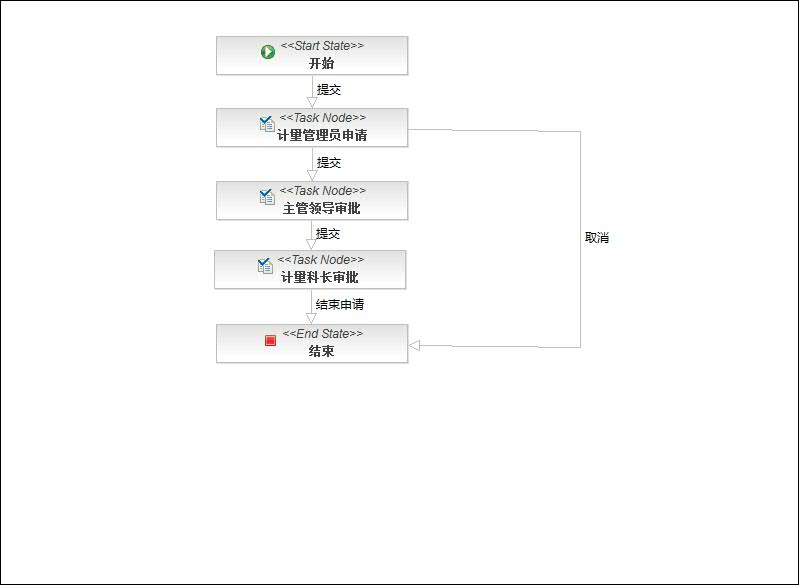 <<Start State>>
开始
提交
<<Task Node>>
计量管理员申请
提交
<<Task Node>>
主管领导审批
取消
提交
<<Task Node>>
计量科长审批
结束申请
<<End State>>
结束